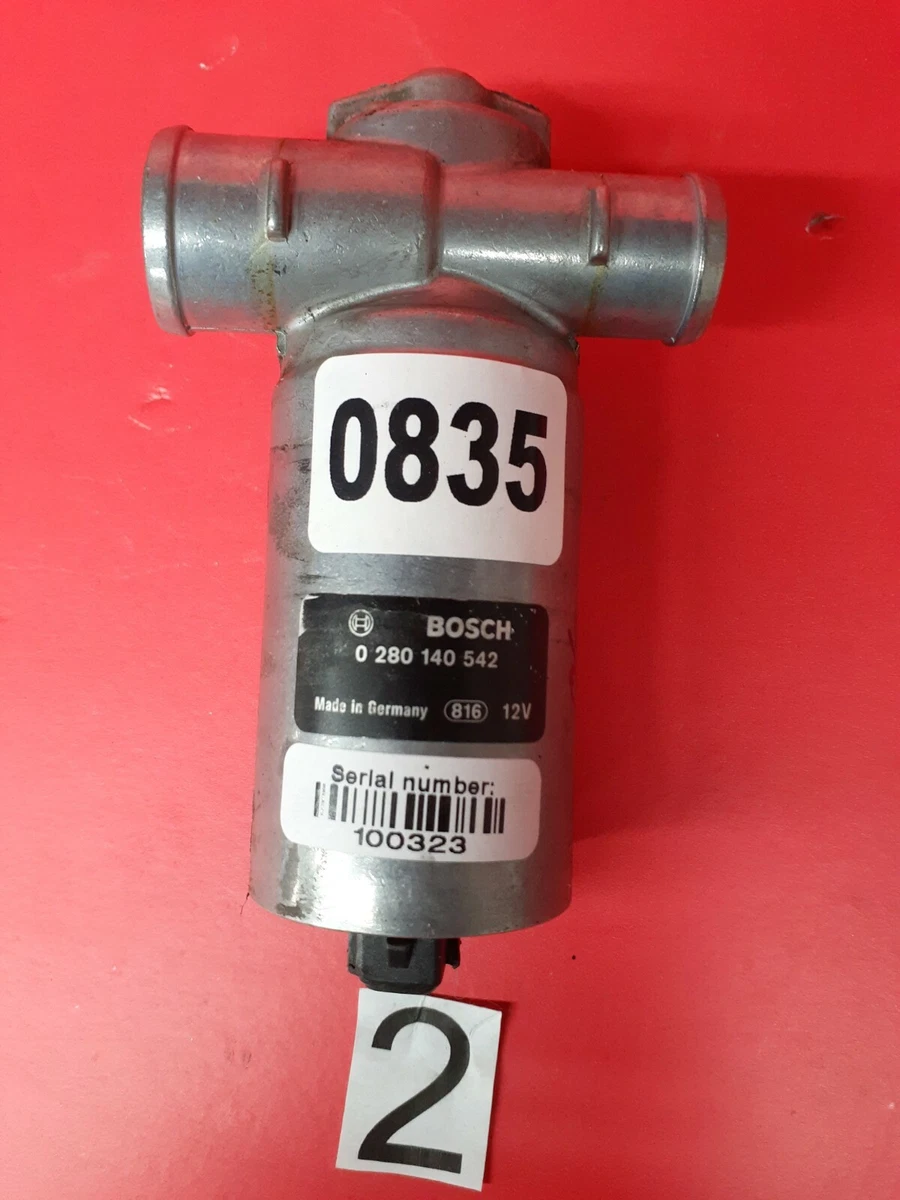 0835
BOSCH
0 280 140 542
Made in Germany 816 12V
Serial number:
100323
2